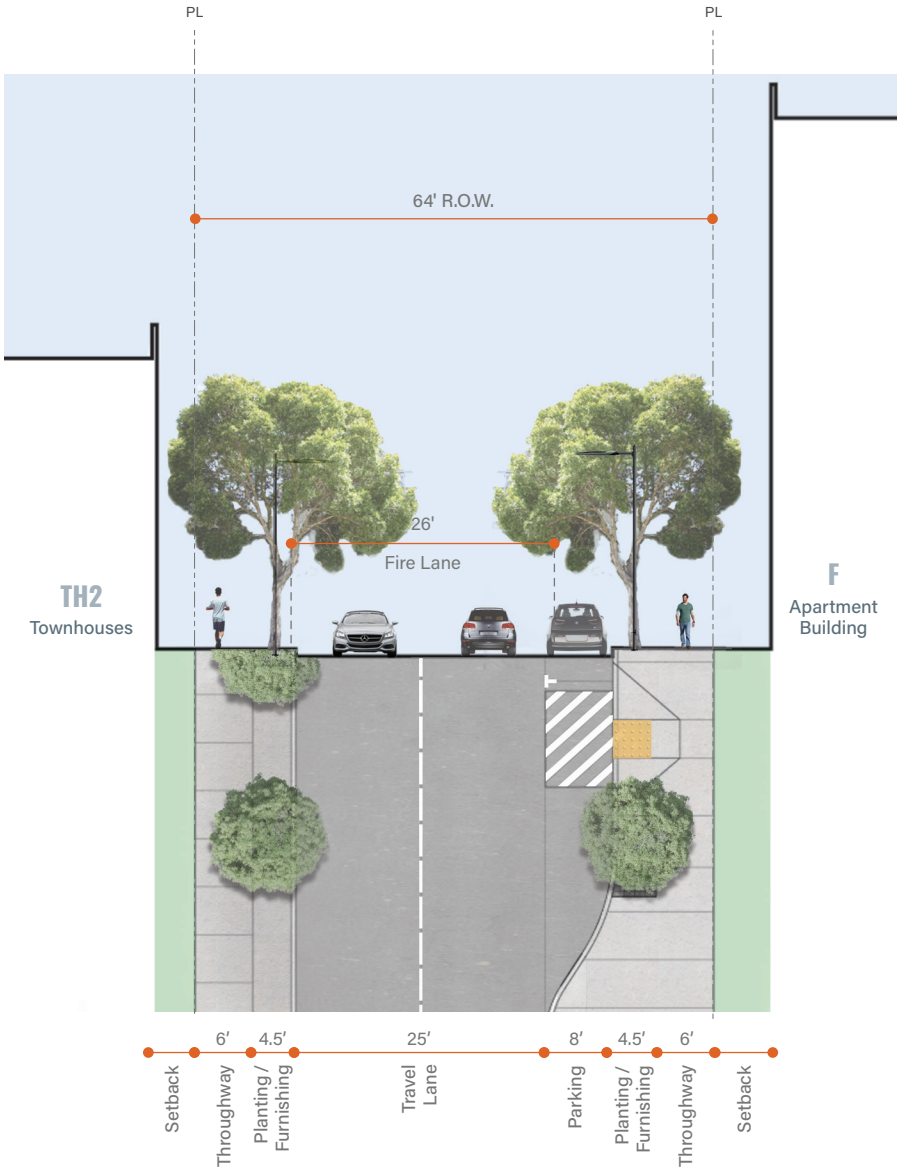 PL
PL
64' R.O.W.
26'
Fire Lane
TH2
Townhouses
F
Apartment
Building
6’
4.5’
25’
8’
4.5’
6’
Setback
Throughway
Planting /
Furnishing
Travel
Lane
Parking
Planting /
Furnishing
Throughway
Setback